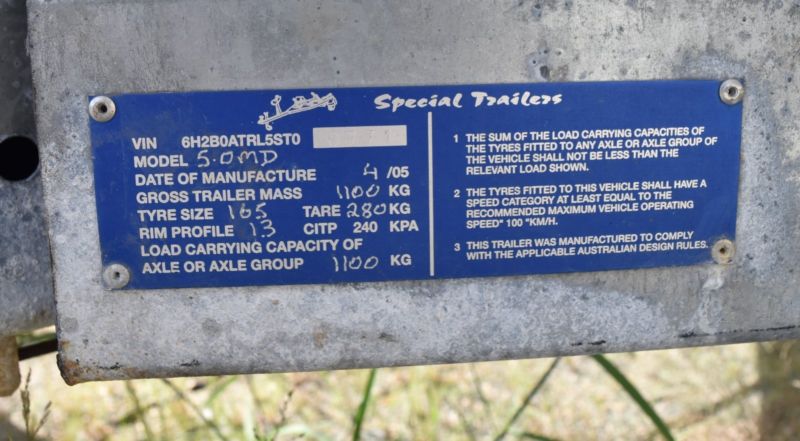 Special Trailers
VIN 6H2B0ATRL5ST0
MODEL 5.0MD
DATE OF MANUFACTURE 4 /05
GROSS TRAILER MASS 1100 KG
TYRE SIZE 165 TARE 280 KG
RIM PROFILE 13 CITP 240 KPA
LOAD CARRYING CAPACITY OF
AXLE OR AXLE GROUP 1100 KG
1 THE SUM OF THE LOAD CARRYING CAPACITIES OF
THE TYRES FITTED TO ANY AXLE OR AXLE GROUP OF
THE VEHICLE SHALL NOT BE LESS THAN THE
RELEVANT LOAD SHOWN.
2 THE TYRES FITTED TO THIS VEHICLE SHALL HAVE A
SPEED CATEGORY AT LEAST EQUAL TO THE
RECOMMENDED MAXIMUM VEHICLE OPERATING
SPEED" 100 "KM/H.
3 THIS TRAILER WAS MANUFACTURED TO COMPLY
WITH THE APPLICABLE AUSTRALIAN DESIGN RULES.